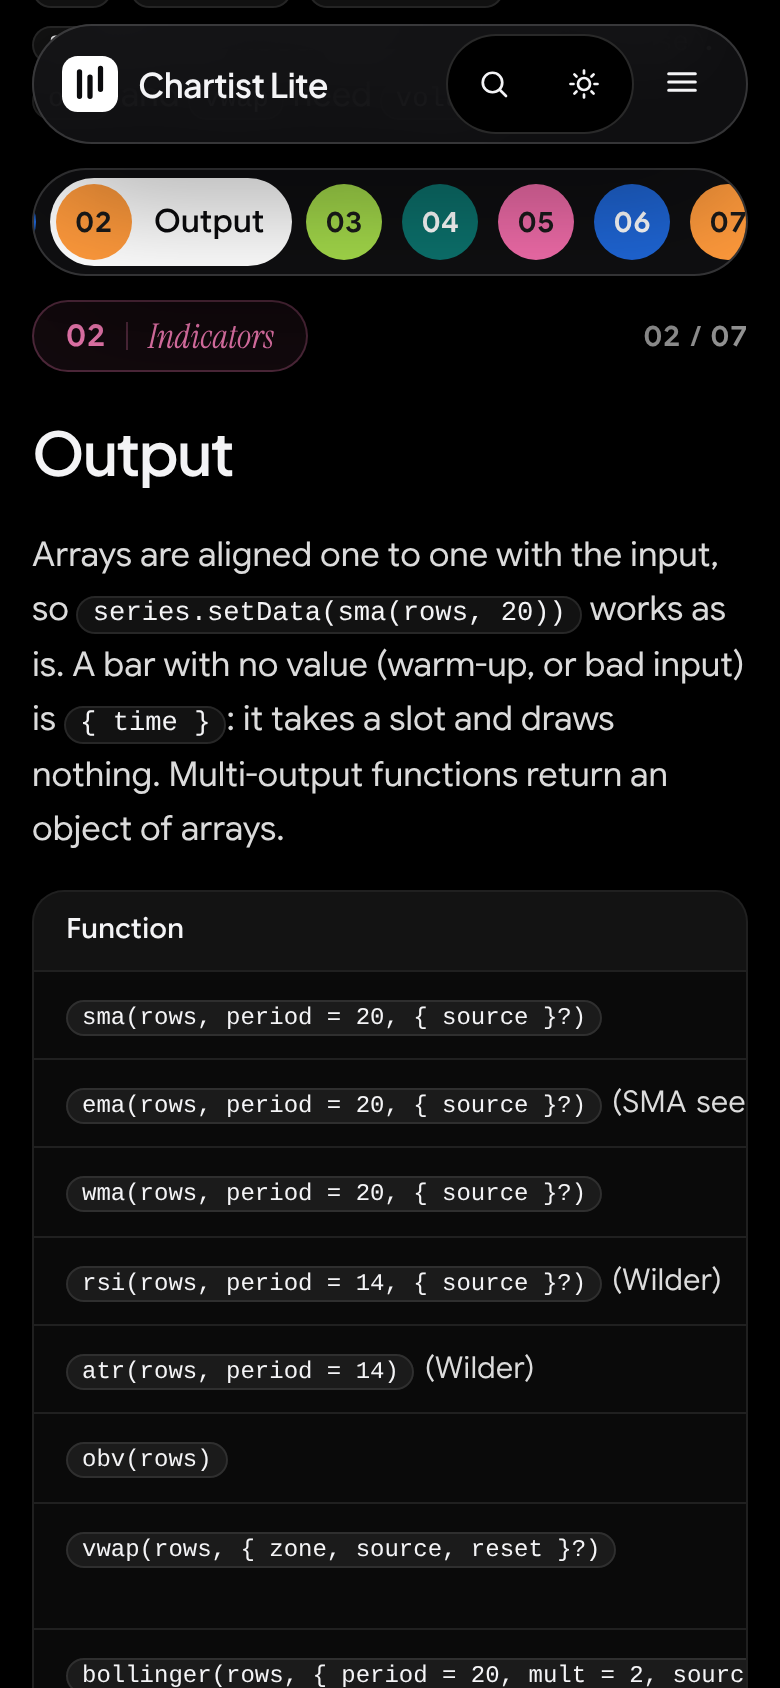 Chartist Lite
02 Output 03 04 05 06 07
02 Indicators 02 / 07
Output
Arrays are aligned one to one with the input,
so series.setData(sma(rows, 20)) works as
is. A bar with no value (warm-up, or bad input)
is { time }: it takes a slot and draws
nothing. Multi-output functions return an
object of arrays.
Function
sma(rows, period = 20, { source }?)
ema(rows, period = 20, { source }?) (SMA see
wma(rows, period = 20, { source }?)
rsi(rows, period = 14, { source }?) (Wilder)
atr(rows, period = 14) (Wilder)
obv(rows)
vwap(rows, { zone, source, reset }?)
bollinger(rows, { period = 20, mult = 2, sourc